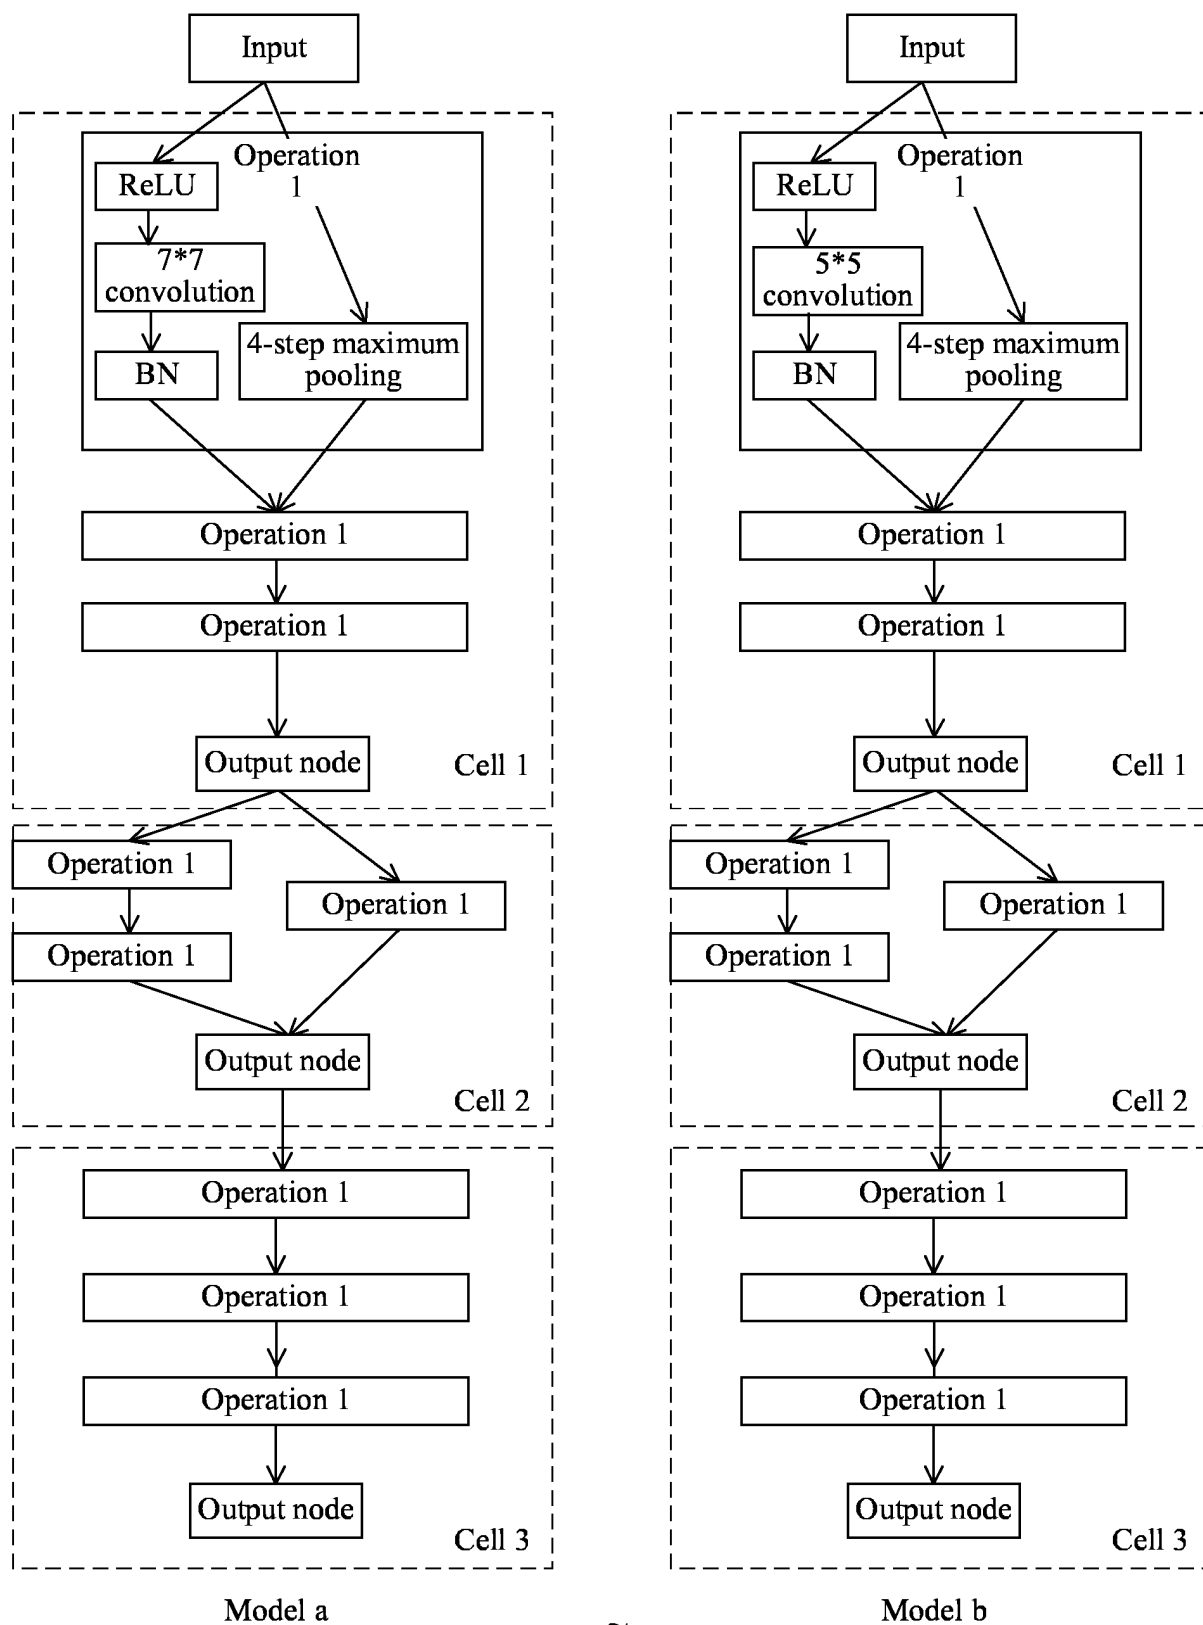 Input
Operation
1
ReLU
7*7
convolution
4-step maximum
pooling
BN
Operation 1
Operation 1
Output node
Cell 1
Operation 1
Operation 1
Operation 1
Output node
Cell 2
Operation 1
Operation 1
Operation 1
Output node
Cell 3
Model a
Input
Operation
1
ReLU
5*5
convolution
4-step maximum
pooling
BN
Operation 1
Operation 1
Output node
Cell 1
Operation 1
Operation 1
Operation 1
Output node
Cell 2
Operation 1
Operation 1
Operation 1
Output node
Cell 3
Model b